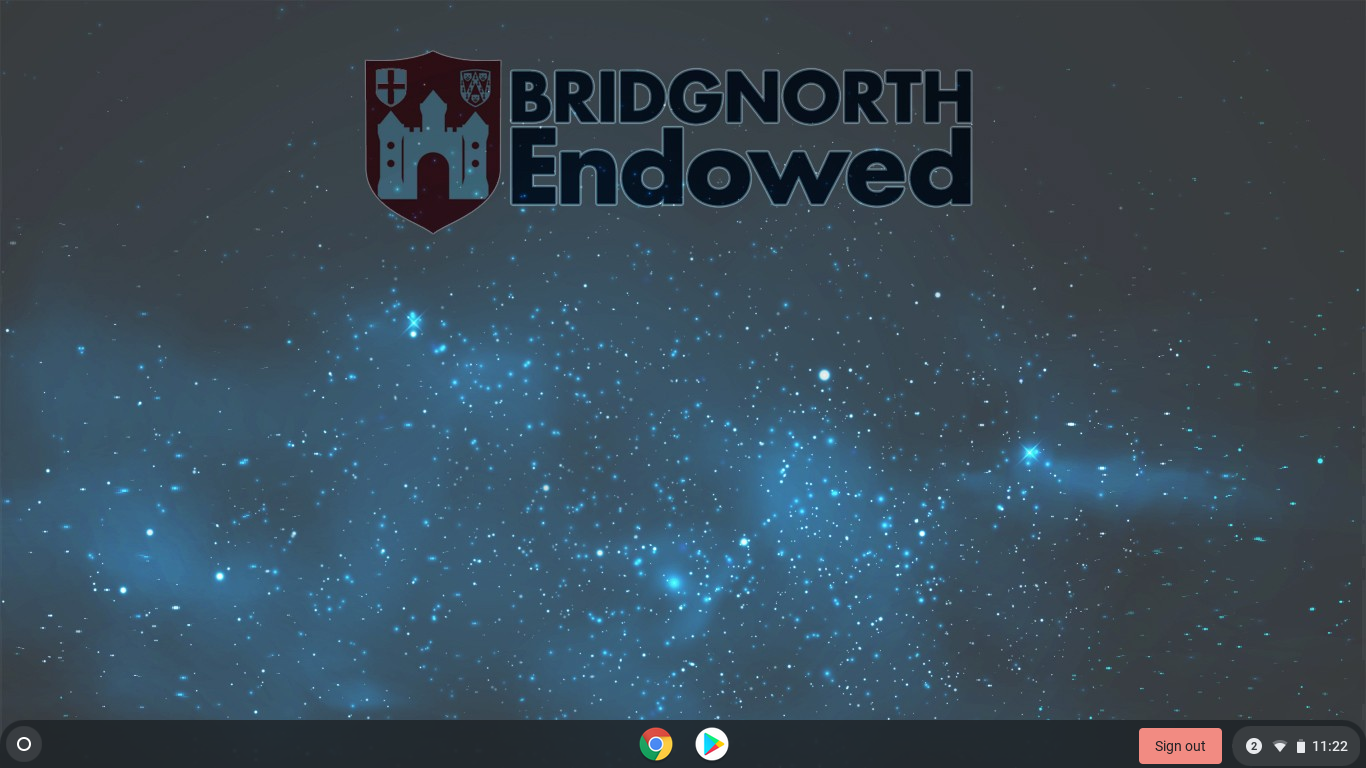 BRIDGNORTH
Endowed
Sign out
2
11:22